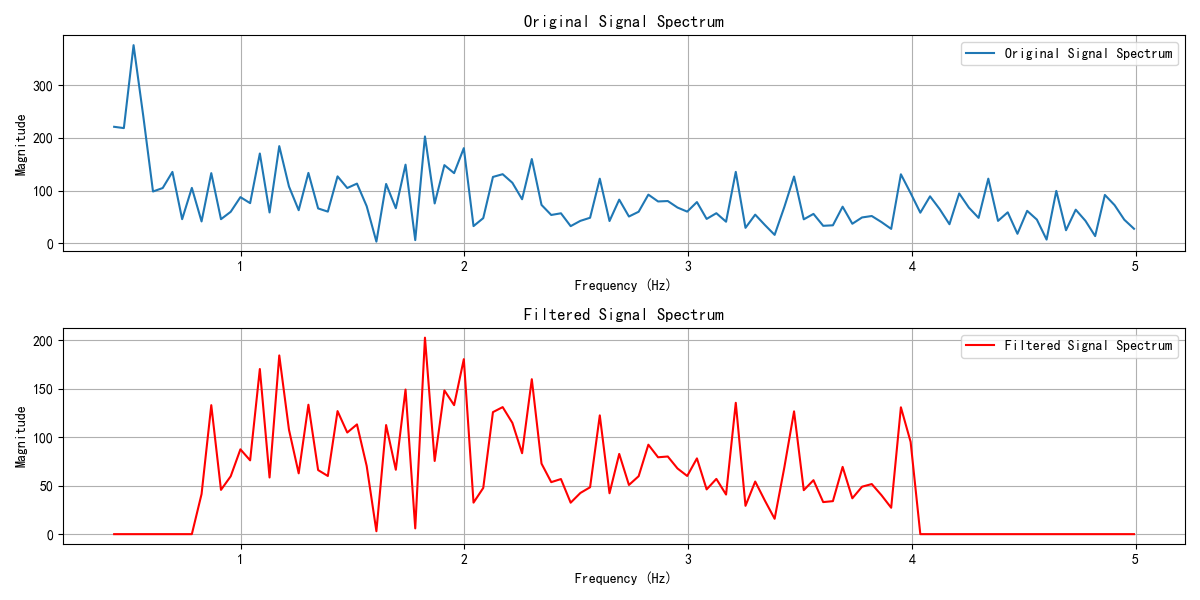 Original Signal Spectrum
Original Signal Spectrum
Magnitude
300
200
100
0
1 2 3 4 5
Frequency (Hz)
Filtered Signal Spectrum
Filtered Signal Spectrum
Magnitude
200
150
100
50
0
1 2 3 4 5
Frequency (Hz)